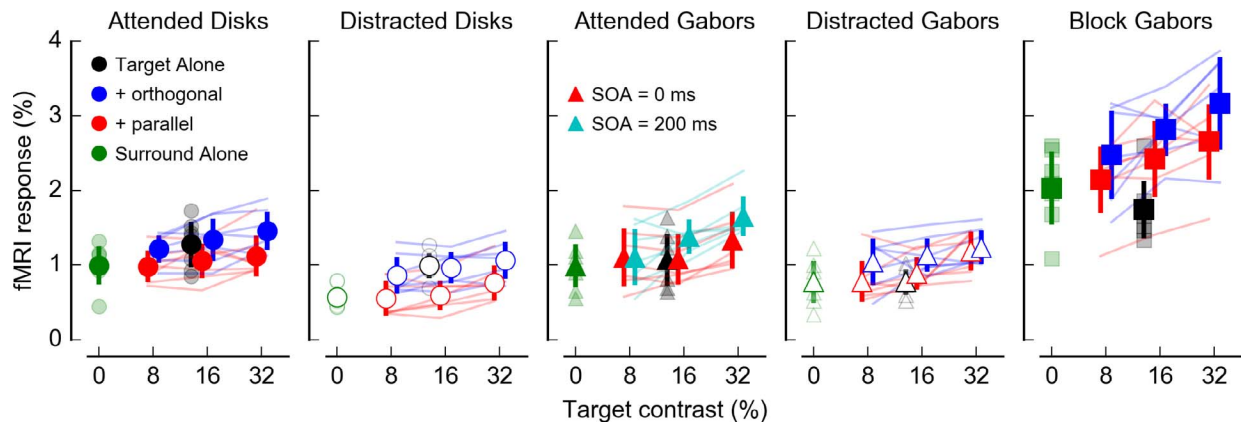 Attended Disks Distracted Disks Attended Gabors Distracted Gabors Block Gabors
4
3
2
1
0
fMRI response (%)
Target Alone
+ orthogonal
+ parallel
Surround Alone
SOA = 0 ms
SOA = 200 ms
0 8 16 32 0 8 16 32 0 8 16 32 0 8 16 32 0 8 16 32
Target contrast (%)